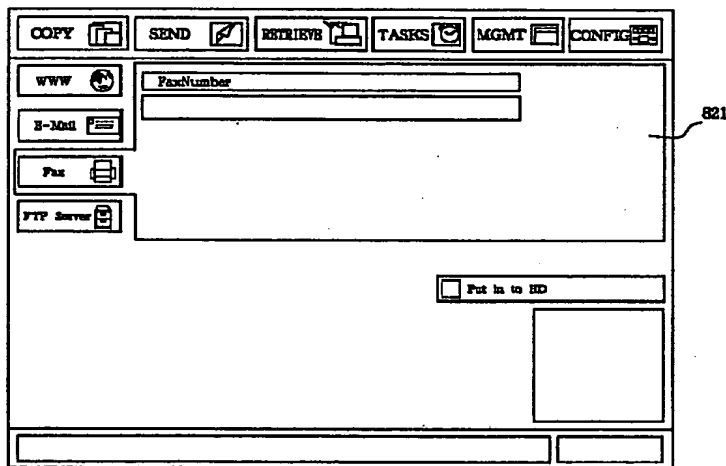 COPY SEND RETRIEVE TASKS MGMT CONFIG
WWW FaxNumber
821
E-Mail
Fax
FTP Server
Put in to HD